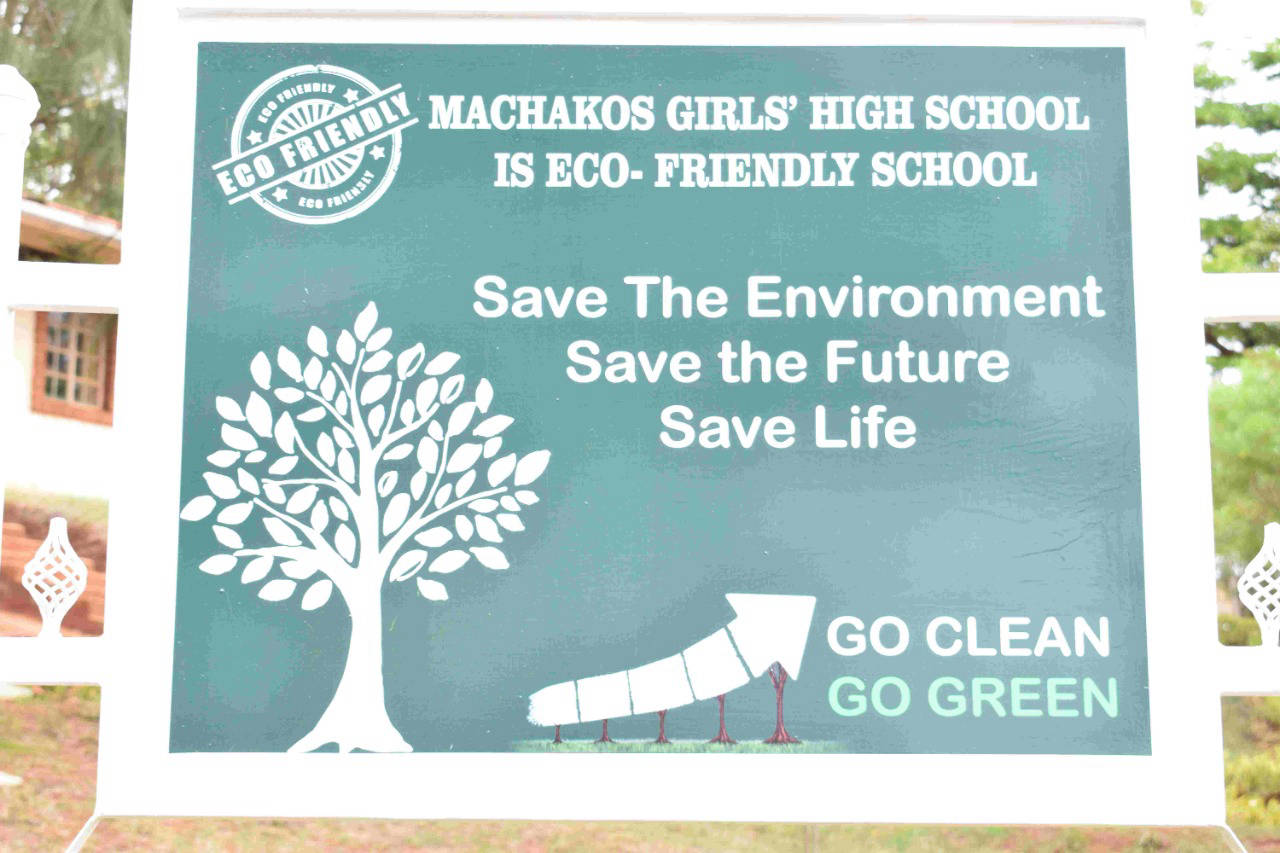 ECO FRIENDLY
ECO FRIENDLY
ECO FRIENDLY
MACHAKOS GIRLS' HIGH SCHOOL
IS ECO- FRIENDLY SCHOOL
Save The Environment
Save the Future
Save Life
GO CLEAN
GO GREEN